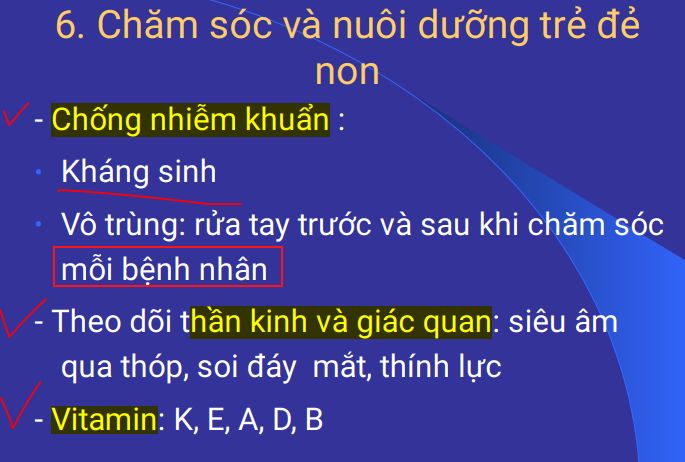 6. Chăm sóc và nuôi dưỡng trẻ đẻ
non
- Chống nhiễm khuẩn :
• Kháng sinh
• Vô trùng: rửa tay trước và sau khi chăm sóc
mỗi bệnh nhân
- Theo dõi thần kinh và giác quan: siêu âm
qua thóp, soi đáy mắt, thính lực
- Vitamin: K, E, A, D, B